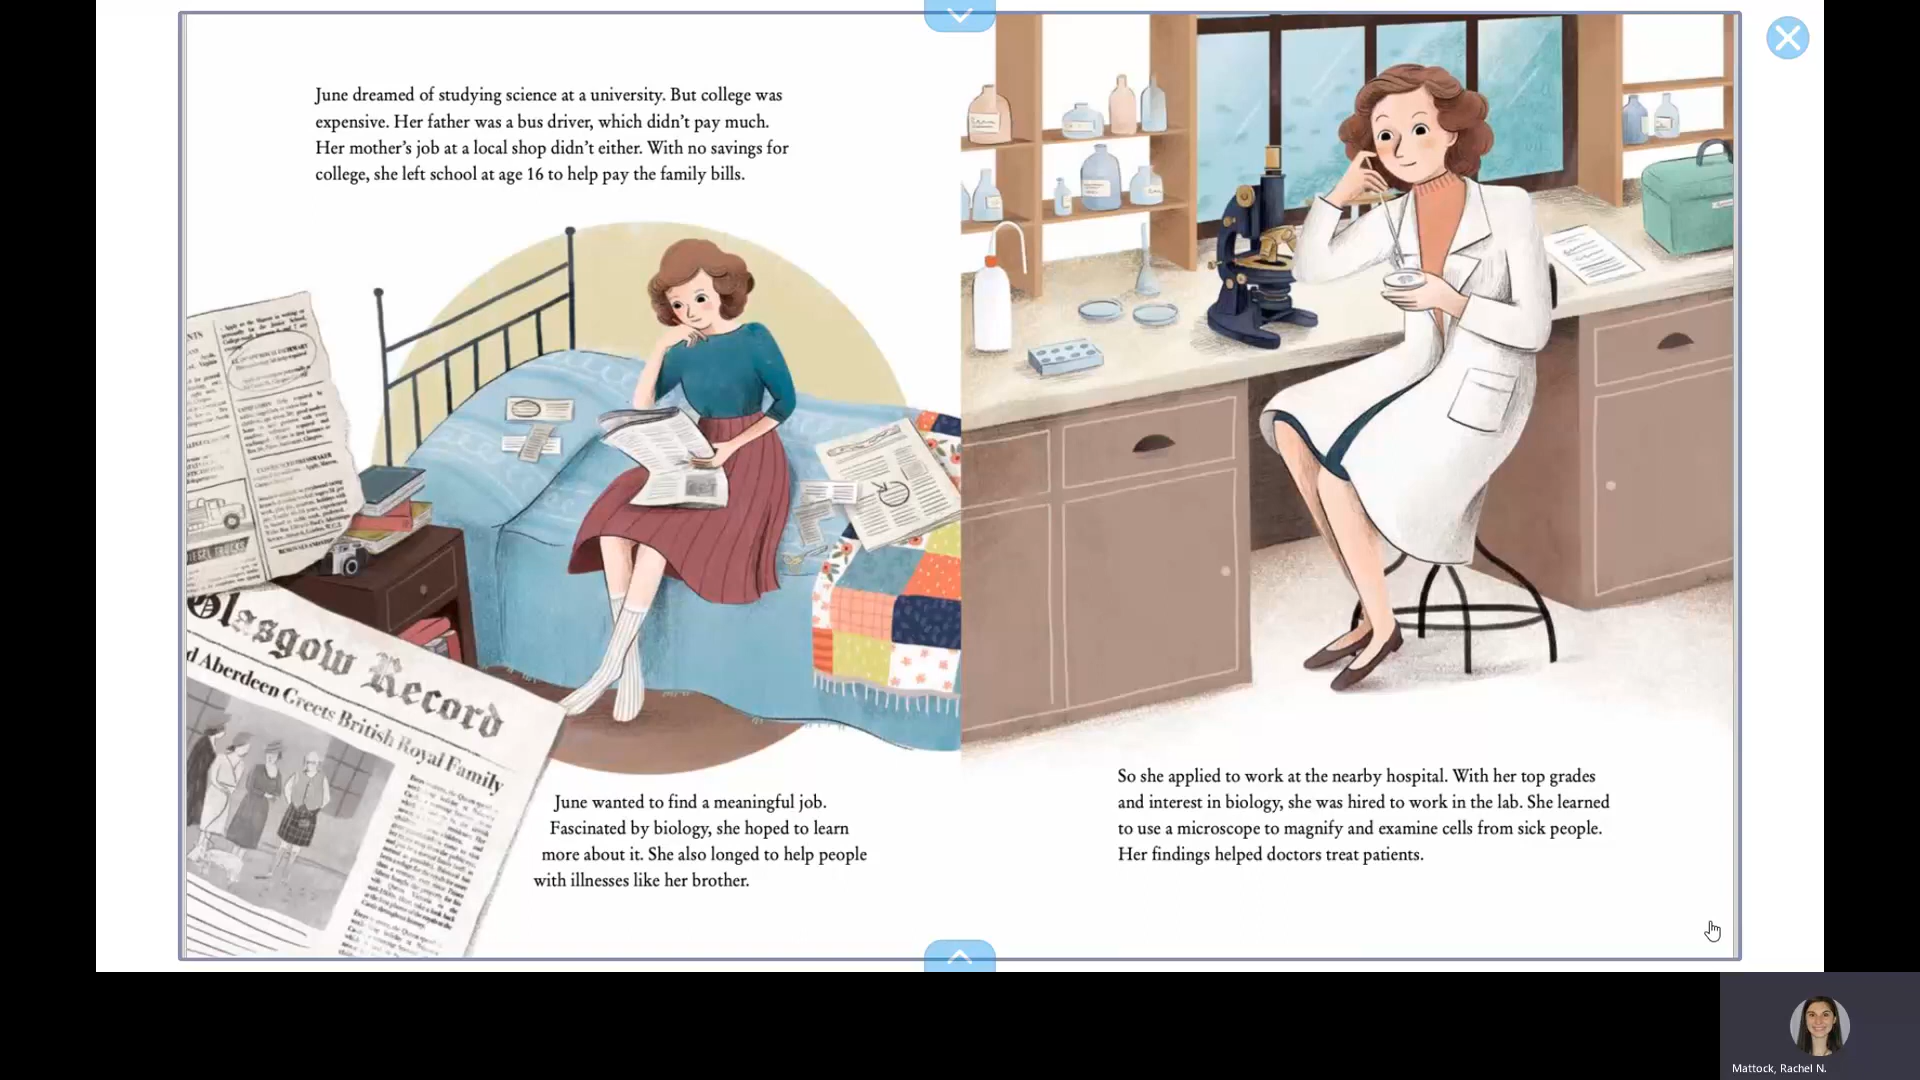 June dreamed of studying science at a university. But college was
expensive. Her father was a bus driver, which didn't pay much.
Her mother's job at a local shop didn't either. With no savings for
college, she left school at age 16 to help pay the family bills.
Glasgow Record
d Aberdeen Greets British Royal Family
June wanted to find a meaningful job.
Fascinated by biology, she hoped to learn
more about it. She also longed to help people
with illnesses like her brother.
So she applied to work at the nearby hospital. With her top grades
and interest in biology, she was hired to work in the lab. She learned
to use a microscope to magnify and examine cells from sick people.
Her findings helped doctors treat patients.
Mattock, Rachel N.